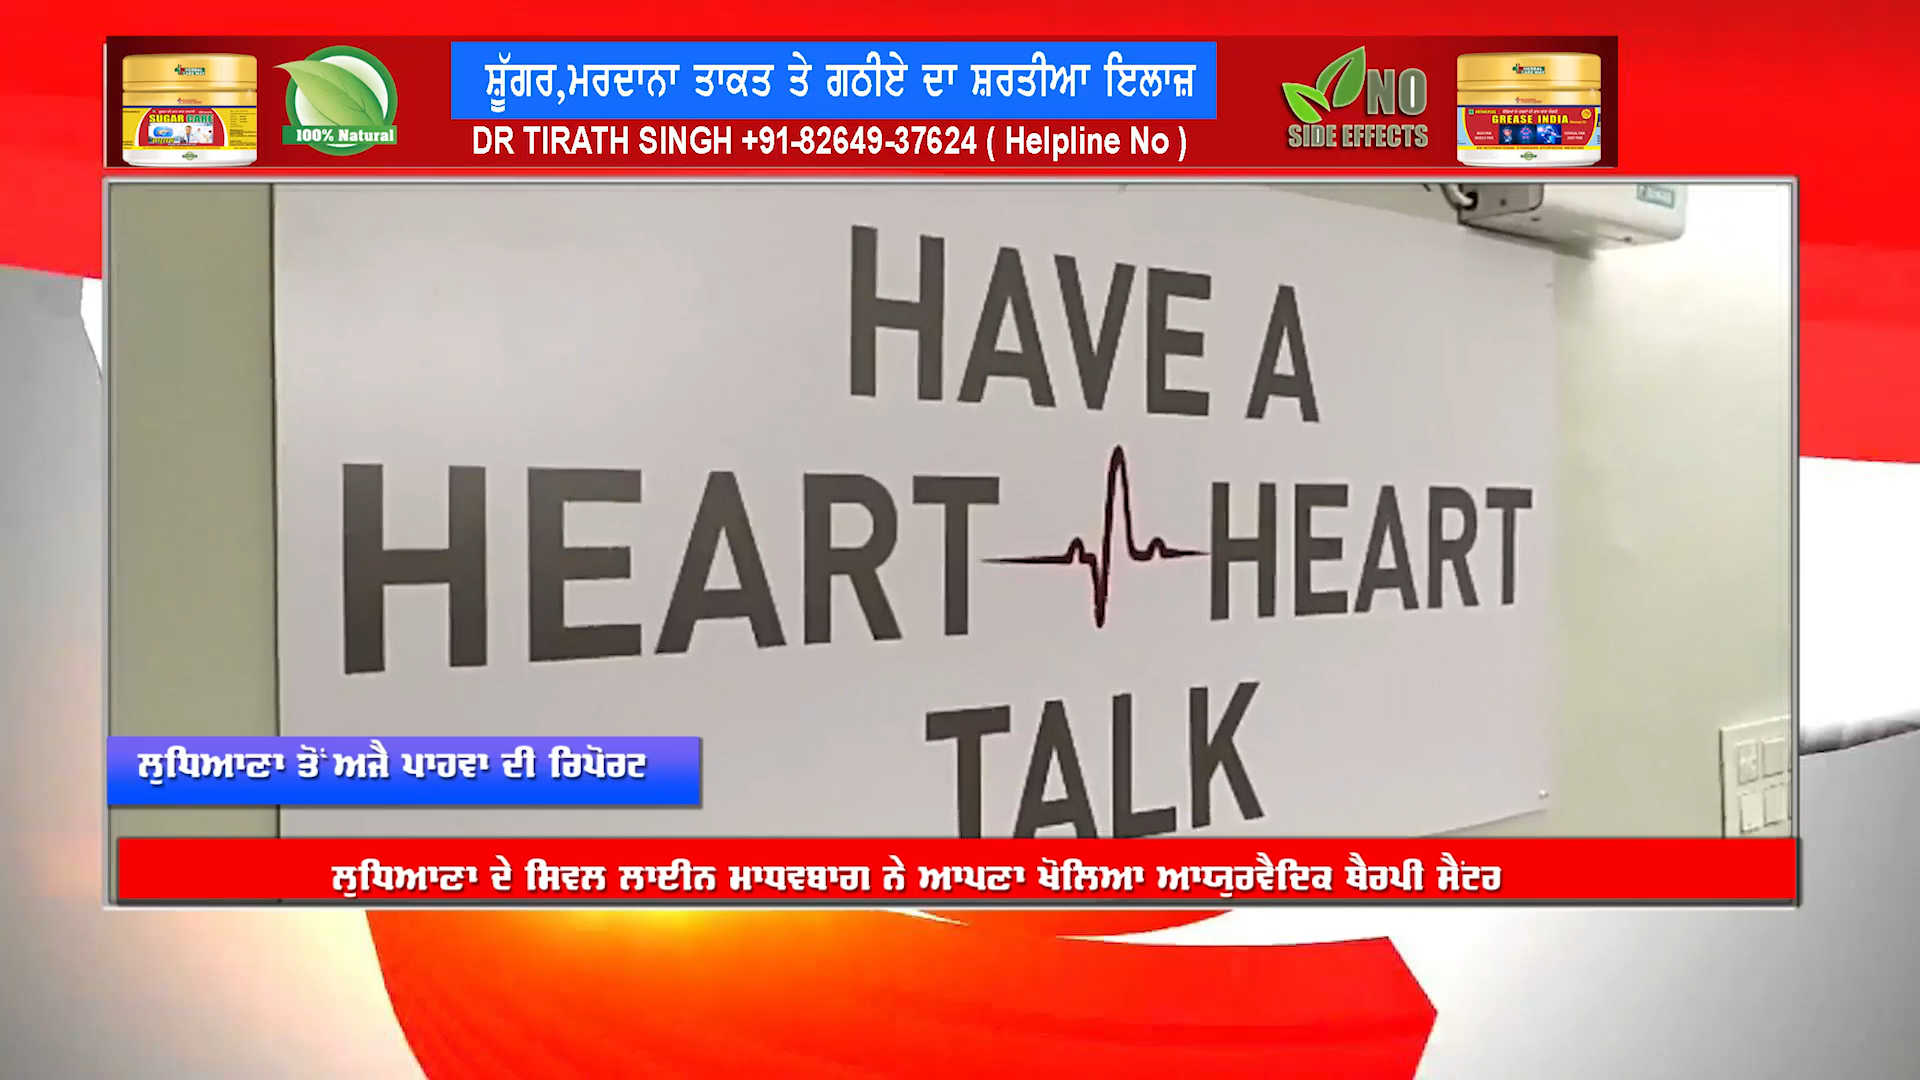 SUGAR CARE
100% Natural
ਸ਼ੂੱਗਰ,ਮਰਦਾਨਾ ਤਾਕਤ ਤੇ ਗਠੀਏ ਦਾ ਸ਼ਰਤੀਆ ਇਲਾਜ਼
DR TIRATH SINGH +91-82649-37624 ( Helpline No )
NO
SIDE EFFECTS
GREASE INDIA
HAVE A
HEART HEART
TALK
ਲੁਧਿਆਣਾ ਤੋਂ ਅਜੈ ਪਾਹਵਾ ਦੀ ਰਿਪੋਰਟ
ਲੁਧਿਆਣਾ ਦੇ ਸਿਵਲ ਲਾਈਨ ਮਾਧਵਬਾਗ ਨੇ ਆਪਣਾ ਖੋਲਿਆ ਆਯੁਰਵੈਦਿਕ ਥੈਰਪੀ ਸੈਂਟਰ